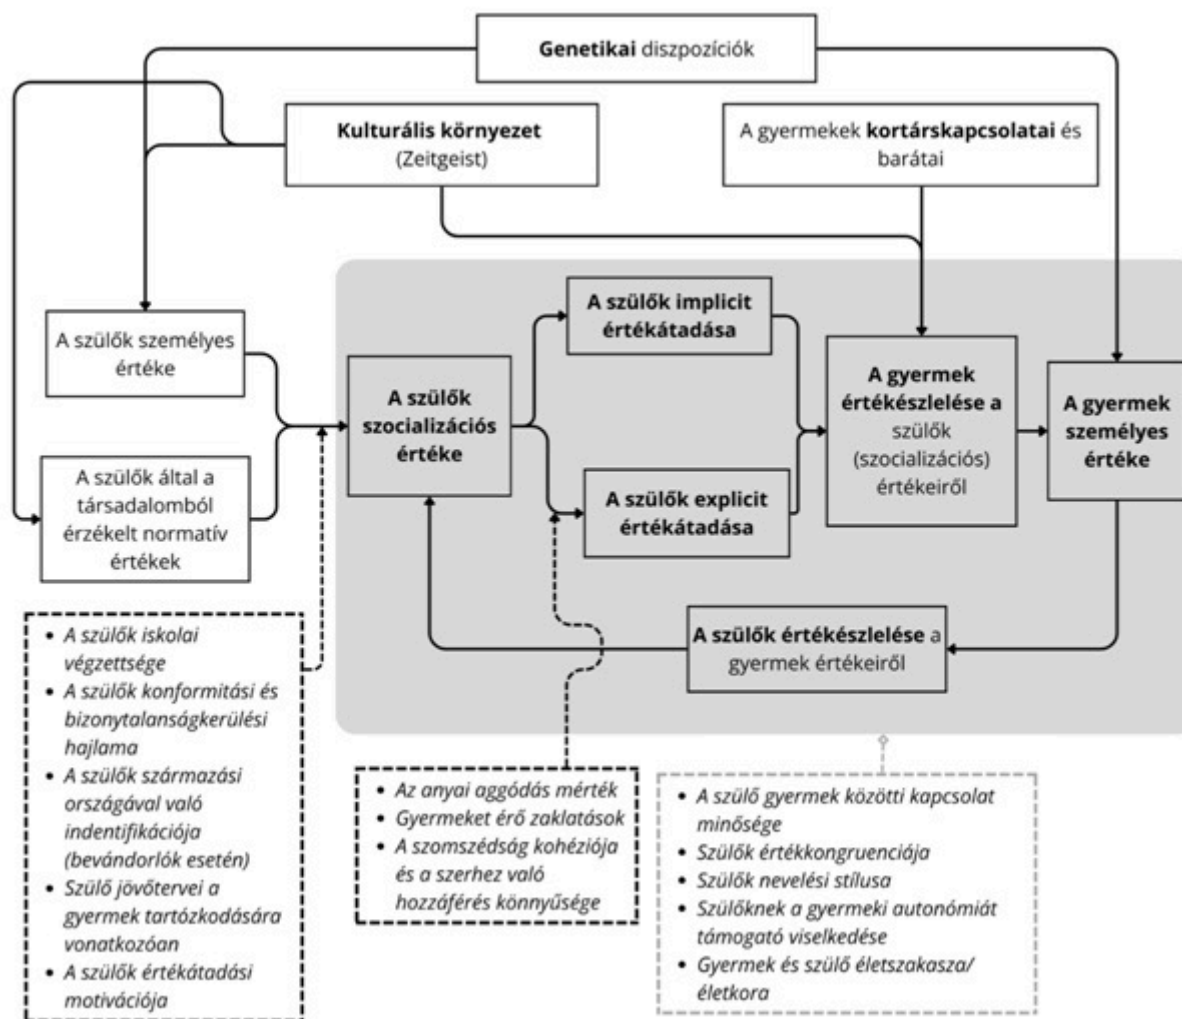 Genetikai diszpozíciók
Kulturális környezet
(Zeitgeist)
A gyermekek kortárskapcsolatai és
barátai
A szülők személyes
értéke
A szülők által a
társadalomból
érzékelt normatív
értékek
A szülők
szocializációs
értéke
A szülők implicit
értékátadása
A szülők explicit
értékátadása
A gyermek
értékészlelése a
szülők
(szocializációs)
értékeiről
A gyermek
személyes
értéke
A szülők értékészlelése a
gyermek értékeiről
• A szülők iskolai
végzettsége
• A szülők konformitási és
bizonytalanságkerülési
hajlama
• A szülők származási
országával való
indentifikációja
(bevándorlók esetén)
• Szülő jövőtervei a
gyermek tartózkodására
vonatkozóan
• A szülők értékátadási
motivációja
• Az anyai aggódás mérték
• Gyermeket érő zaklatások
• A szomszédság kohéziója
és a szerhez való
hozzáférés könnyűsége
• A szülő gyermek közötti kapcsolat
minősége
• Szülők értékkongruenciája
• Szülők nevelési stílusa
• Szülőknek a gyermeki autonómiát
támogató viselkedése
• Gyermek és szülő életszakasza/
életkora